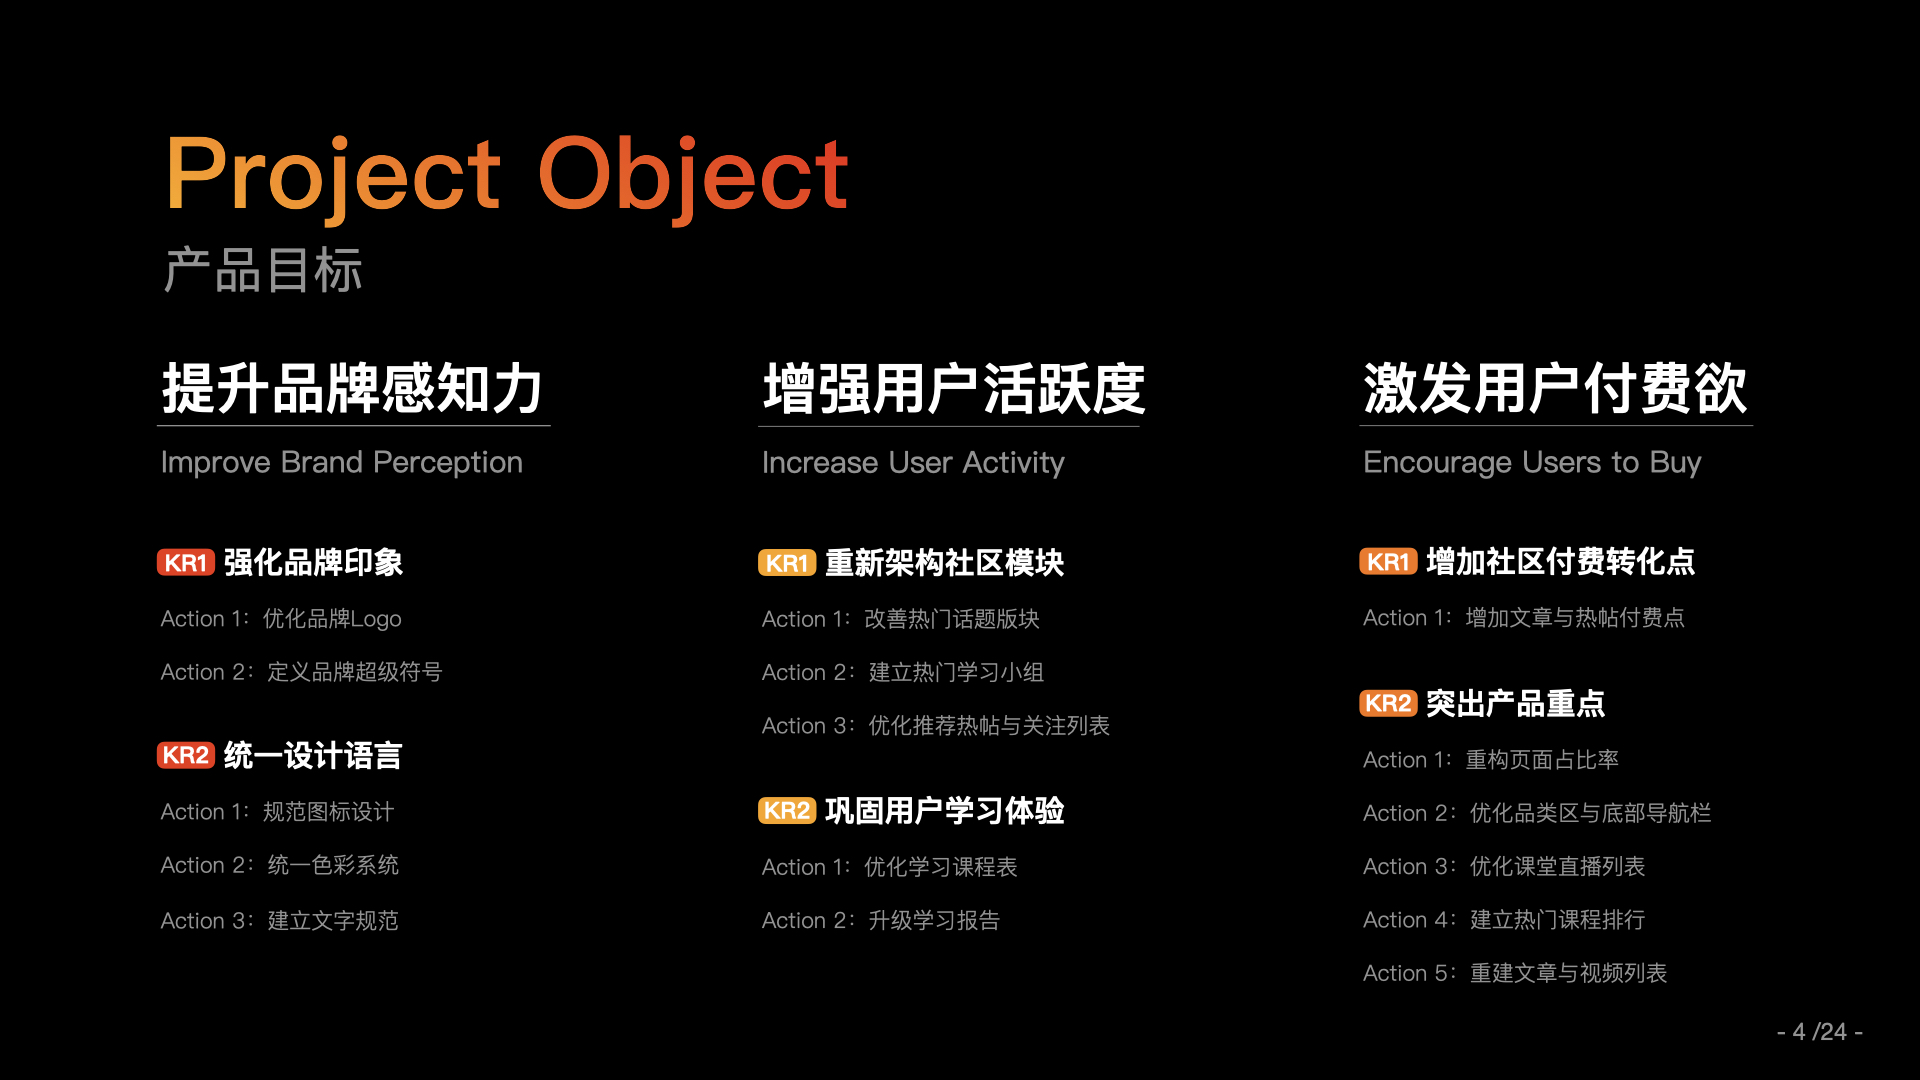 Project Object
产品目标
提升品牌感知力
Improve Brand Perception
KR1 强化品牌印象
Action 1：优化品牌Logo
Action 2：定义品牌超级符号
KR2 统一设计语言
Action 1：规范图标设计
Action 2：统一色彩系统
Action 3：建立文字规范
增强用户活跃度
Increase User Activity
KR1 重新架构社区模块
Action 1：改善热门话题版块
Action 2：建立热门学习小组
Action 3：优化推荐热帖与关注列表
KR2 巩固用户学习体验
Action 1：优化学习课程表
Action 2：升级学习报告
激发用户付费欲
Encourage Users to Buy
KR1 增加社区付费转化点
Action 1：增加文章与热帖付费点
KR2 突出产品重点
Action 1：重构页面占比率
Action 2：优化品类区与底部导航栏
Action 3：优化课堂直播列表
Action 4：建立热门课程排行
Action 5：重建文章与视频列表
- 4 /24 -